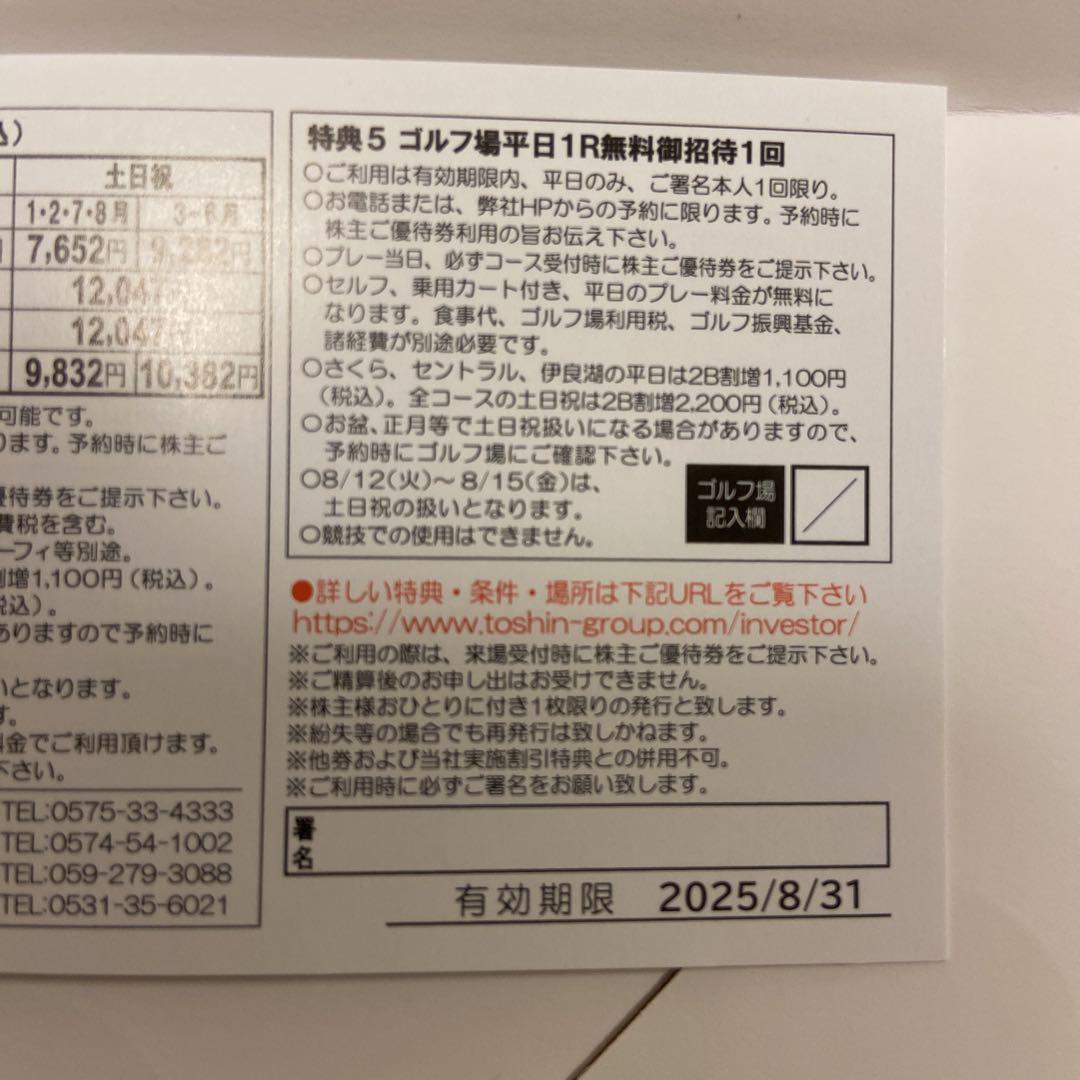 込)
土日祝
1・2・7・8月 3~6月
7,652円 9,282円
12,047円
12,047円
9,832円 10,382円
可能です。
ります。予約時に株主ご
優待券をご提示下さい。
費税を含む。
ーフィ等別途。
割増1,100円（税込）。
税込）。
ありますので予約時に
いとなります。
す。
料金でご利用頂けます。
下さい。
TEL:0575-33-4333
TEL:0574-54-1002
TEL:059-279-3088
TEL:0531-35-6021
特典5 ゴルフ場平日1R無料御招待1回
○ご利用は有効期限内、平日のみ、ご署名本人1回限り。
○お電話または、弊社HPからの予約に限ります。予約時に
株主ご優待券利用の旨お伝え下さい。
○プレー当日、必ずコース受付時に株主ご優待券をご提示下さい。
○セルフ、乗用カート付き、平日のプレー料金が無料に
なります。食事代、ゴルフ場利用税、ゴルフ振興基金、
諸経費が別途必要です。
○さくら、セントラル、伊良湖の平日は2B割増1,100円
（税込）。全コースの土日祝は2B割増2,200円（税込）。
○お盆、正月等で土日祝扱いになる場合がありますので、
予約時にゴルフ場にご確認下さい。
○8/12(火)～8/15(金)は、
土日祝の扱いとなります。
○競技での使用はできません。
ゴルフ場
記入欄
●詳しい特典・条件・場所は下記URLをご覧下さい
https://www.toshin-group.com/investor/
※ご利用の際は、来場受付時に株主ご優待券をご提示下さい。
※ご精算後のお申し出はお受けできません。
※株主様おひとりに付き1枚限りの発行と致します。
※紛失等の場合でも再発行は致しかねます。
※他券および当社実施割引特典との併用不可。
※ご利用時に必ずご署名をお願い致します。
署名
有効期限 2025/8/31